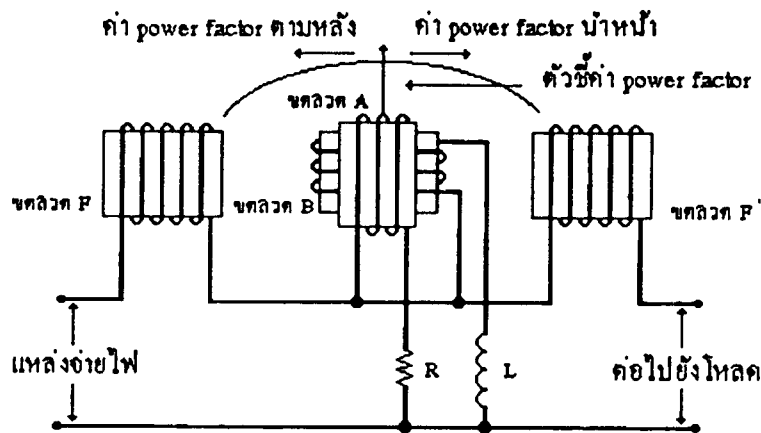 ค่า power factor ตามหลัง
ค่า power factor นำหน้า
ตัวชี้ค่า power factor
ขดลวด A
ขดลวด F
ขดลวด B
ขดลวด F'
แหล่งจ่ายไฟ
R
L
ต่อไปยังโหลด